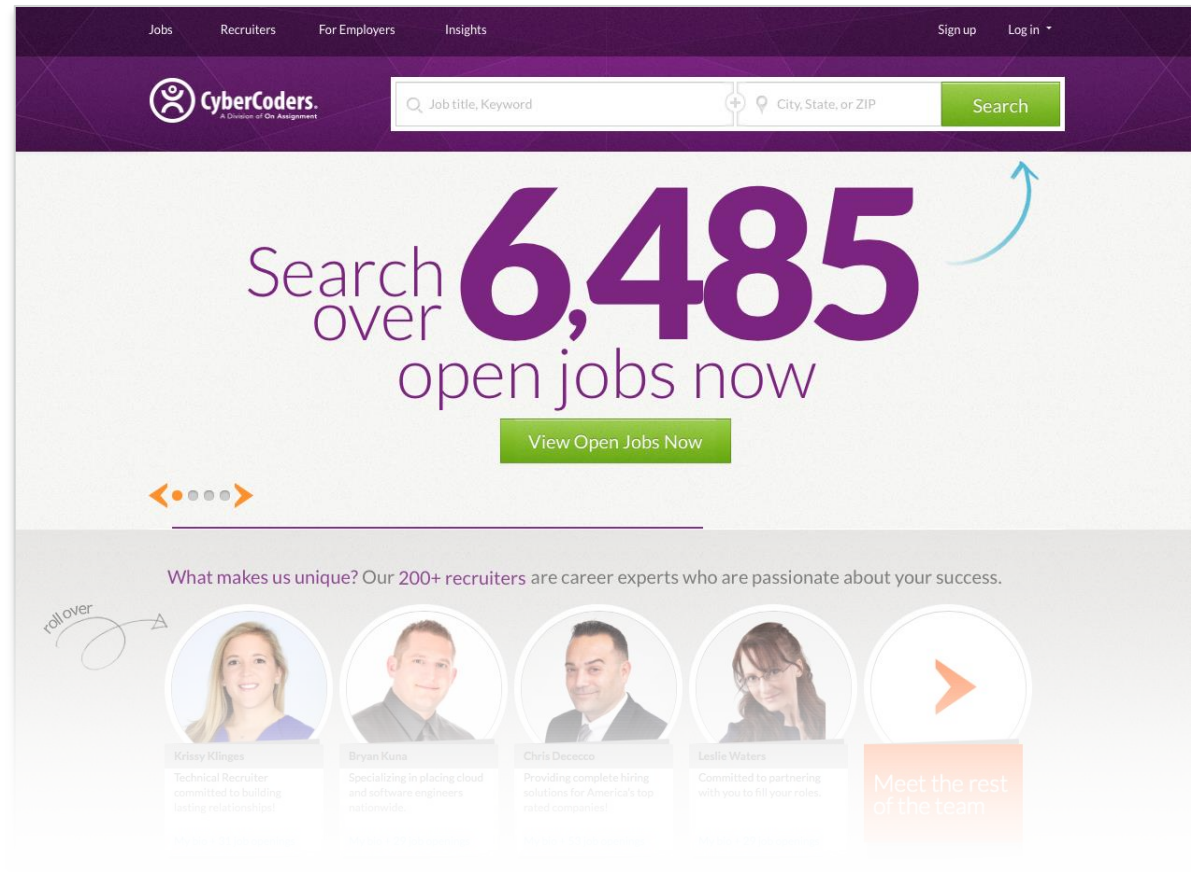 Jobs Recruiters For Employers Insights Sign up Log in
CyberCoders.
A Division of On Assignment
Job title, Keyword City, State, or ZIP Search
Search over 6,485
open jobs now
View Open Jobs Now
What makes us unique? Our 200+ recruiters are career experts who are passionate about your success.
roll over
Krissy Klinges
Technical Recruiter
committed to building
lasting relationships!
Bryan Kuna
Specializing in placing cloud
and software engineers
nationwide.
Chris Dececco
Providing complete hiring
solutions for America's top
rated companies!
Leslie Waters
Committed to partnering
with you to fill your roles.
Meet the rest
of the team